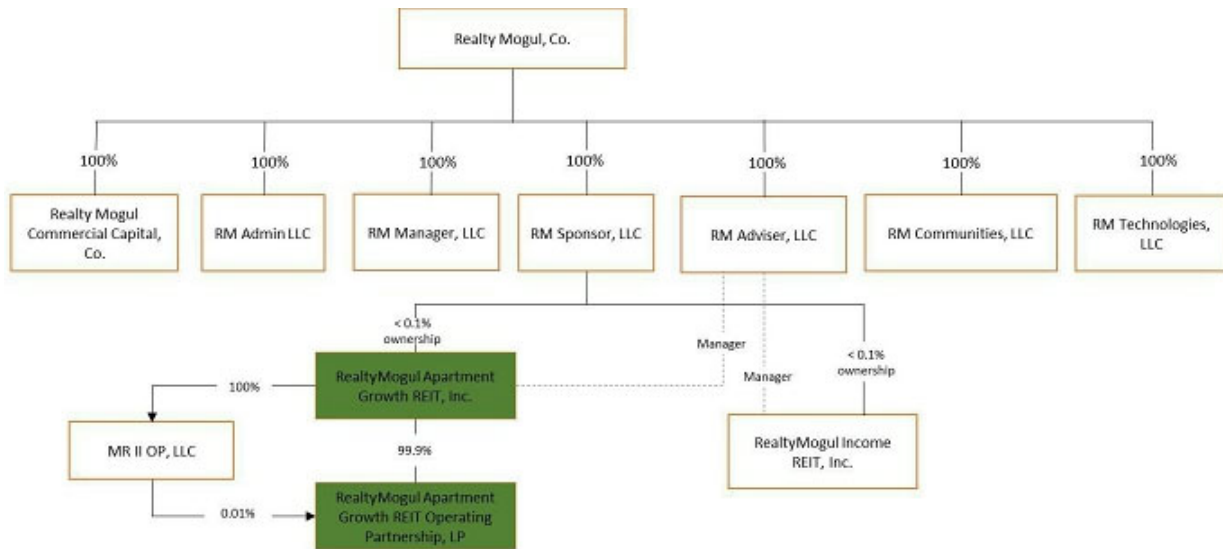 Realty Mogul, Co.
100%
100%
100%
100%
100%
100%
100%
Realty Mogul
Commercial Capital,
Co.
RM Admin LLC
RM Manager, LLC
RM Sponsor, LLC
RM Adviser, LLC
RM Communities, LLC
RM Technologies,
LLC
< 0.1%
ownership
Manager
Manager
< 0.1%
ownership
RealtyMogul Apartment
Growth REIT, Inc.
100%
MR II OP, LLC
99.9%
RealtyMogul Income
REIT, Inc.
0.01%
RealtyMogul Apartment
Growth REIT Operating
Partnership, LP